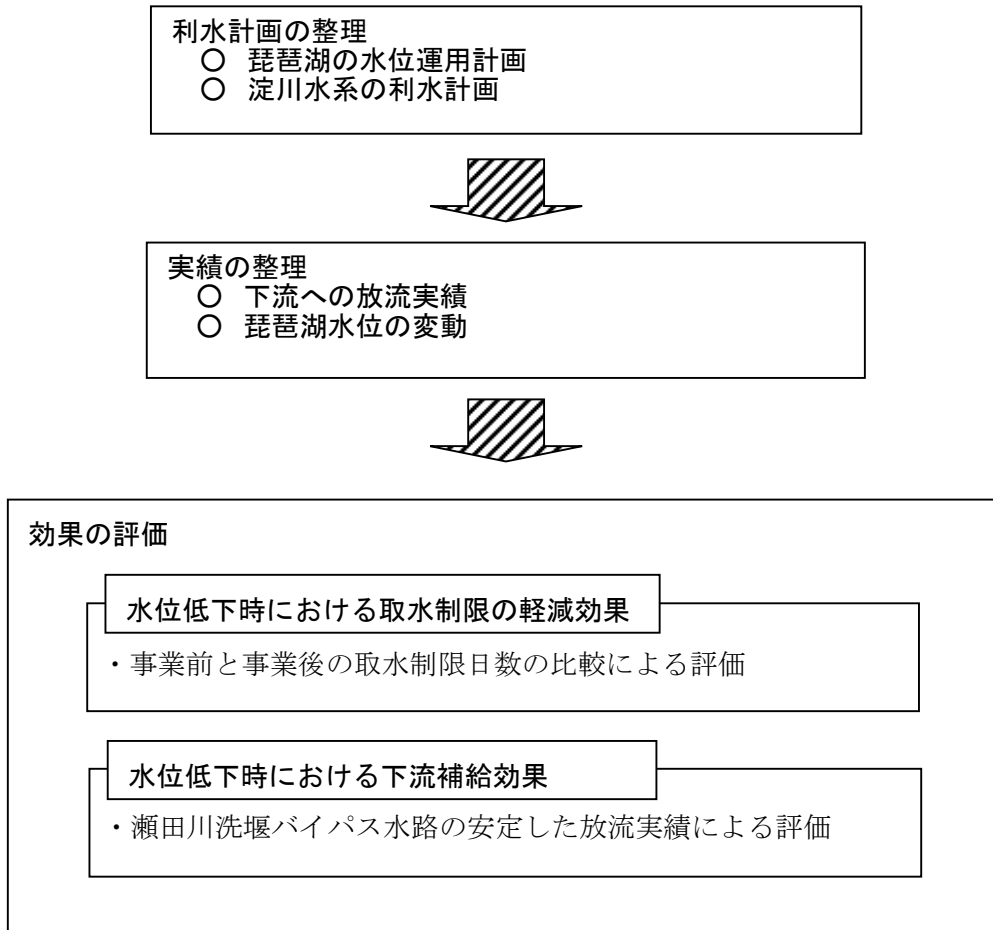 利水計画の整理
○ 琵琶湖の水位運用計画
○ 淀川水系の利水計画
実績の整理
○ 下流への放流実績
○ 琵琶湖水位の変動
効果の評価
水位低下時における取水制限の軽減効果
・事業前と事業後の取水制限日数の比較による評価
水位低下時における下流補給効果
・瀬田川洗堰バイパス水路の安定した放流実績による評価